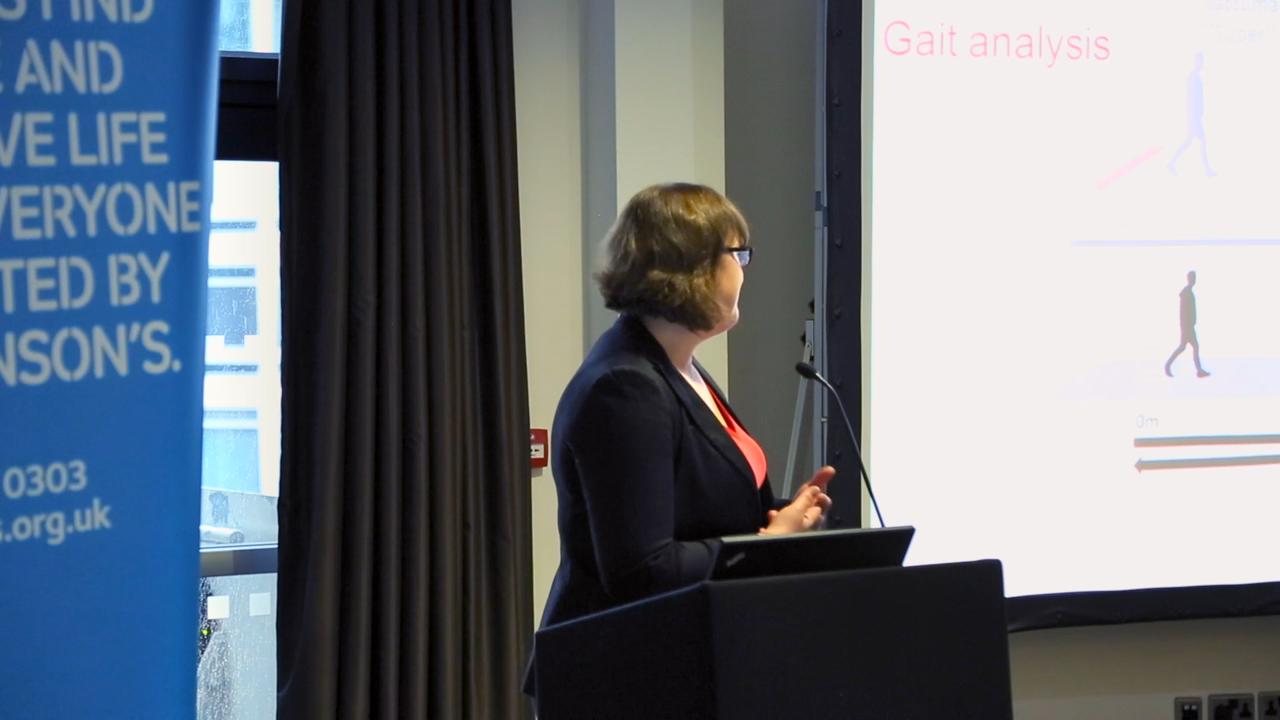 FIND
AND
VE LIFE
VERYONE
TED BY
NSON'S.
0303
s.org.uk
Gait analysis
0m